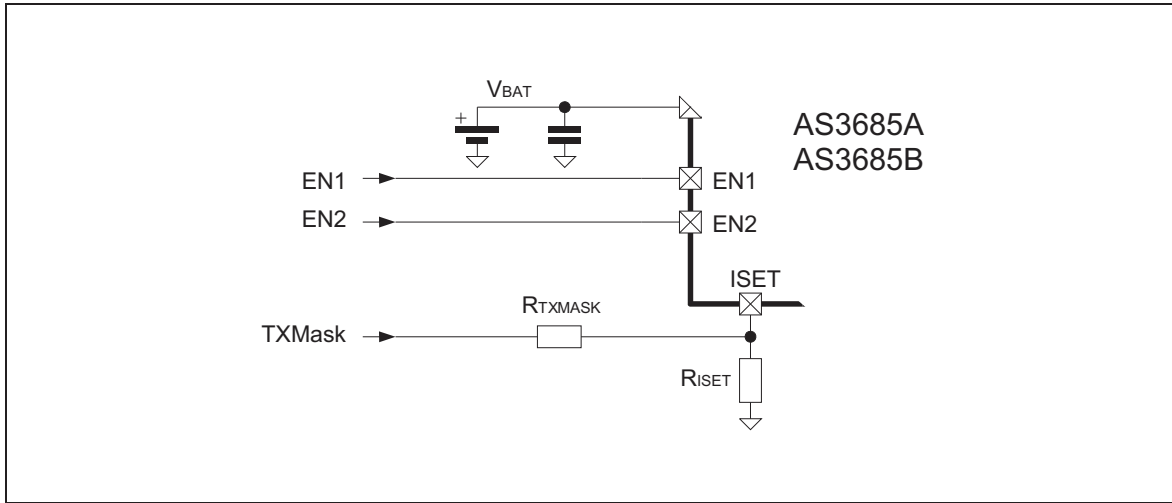 VBAT
+
AS3685A
AS3685B
EN1
EN1
EN2
EN2
ISET
RTXMASK
TXMask
RISET